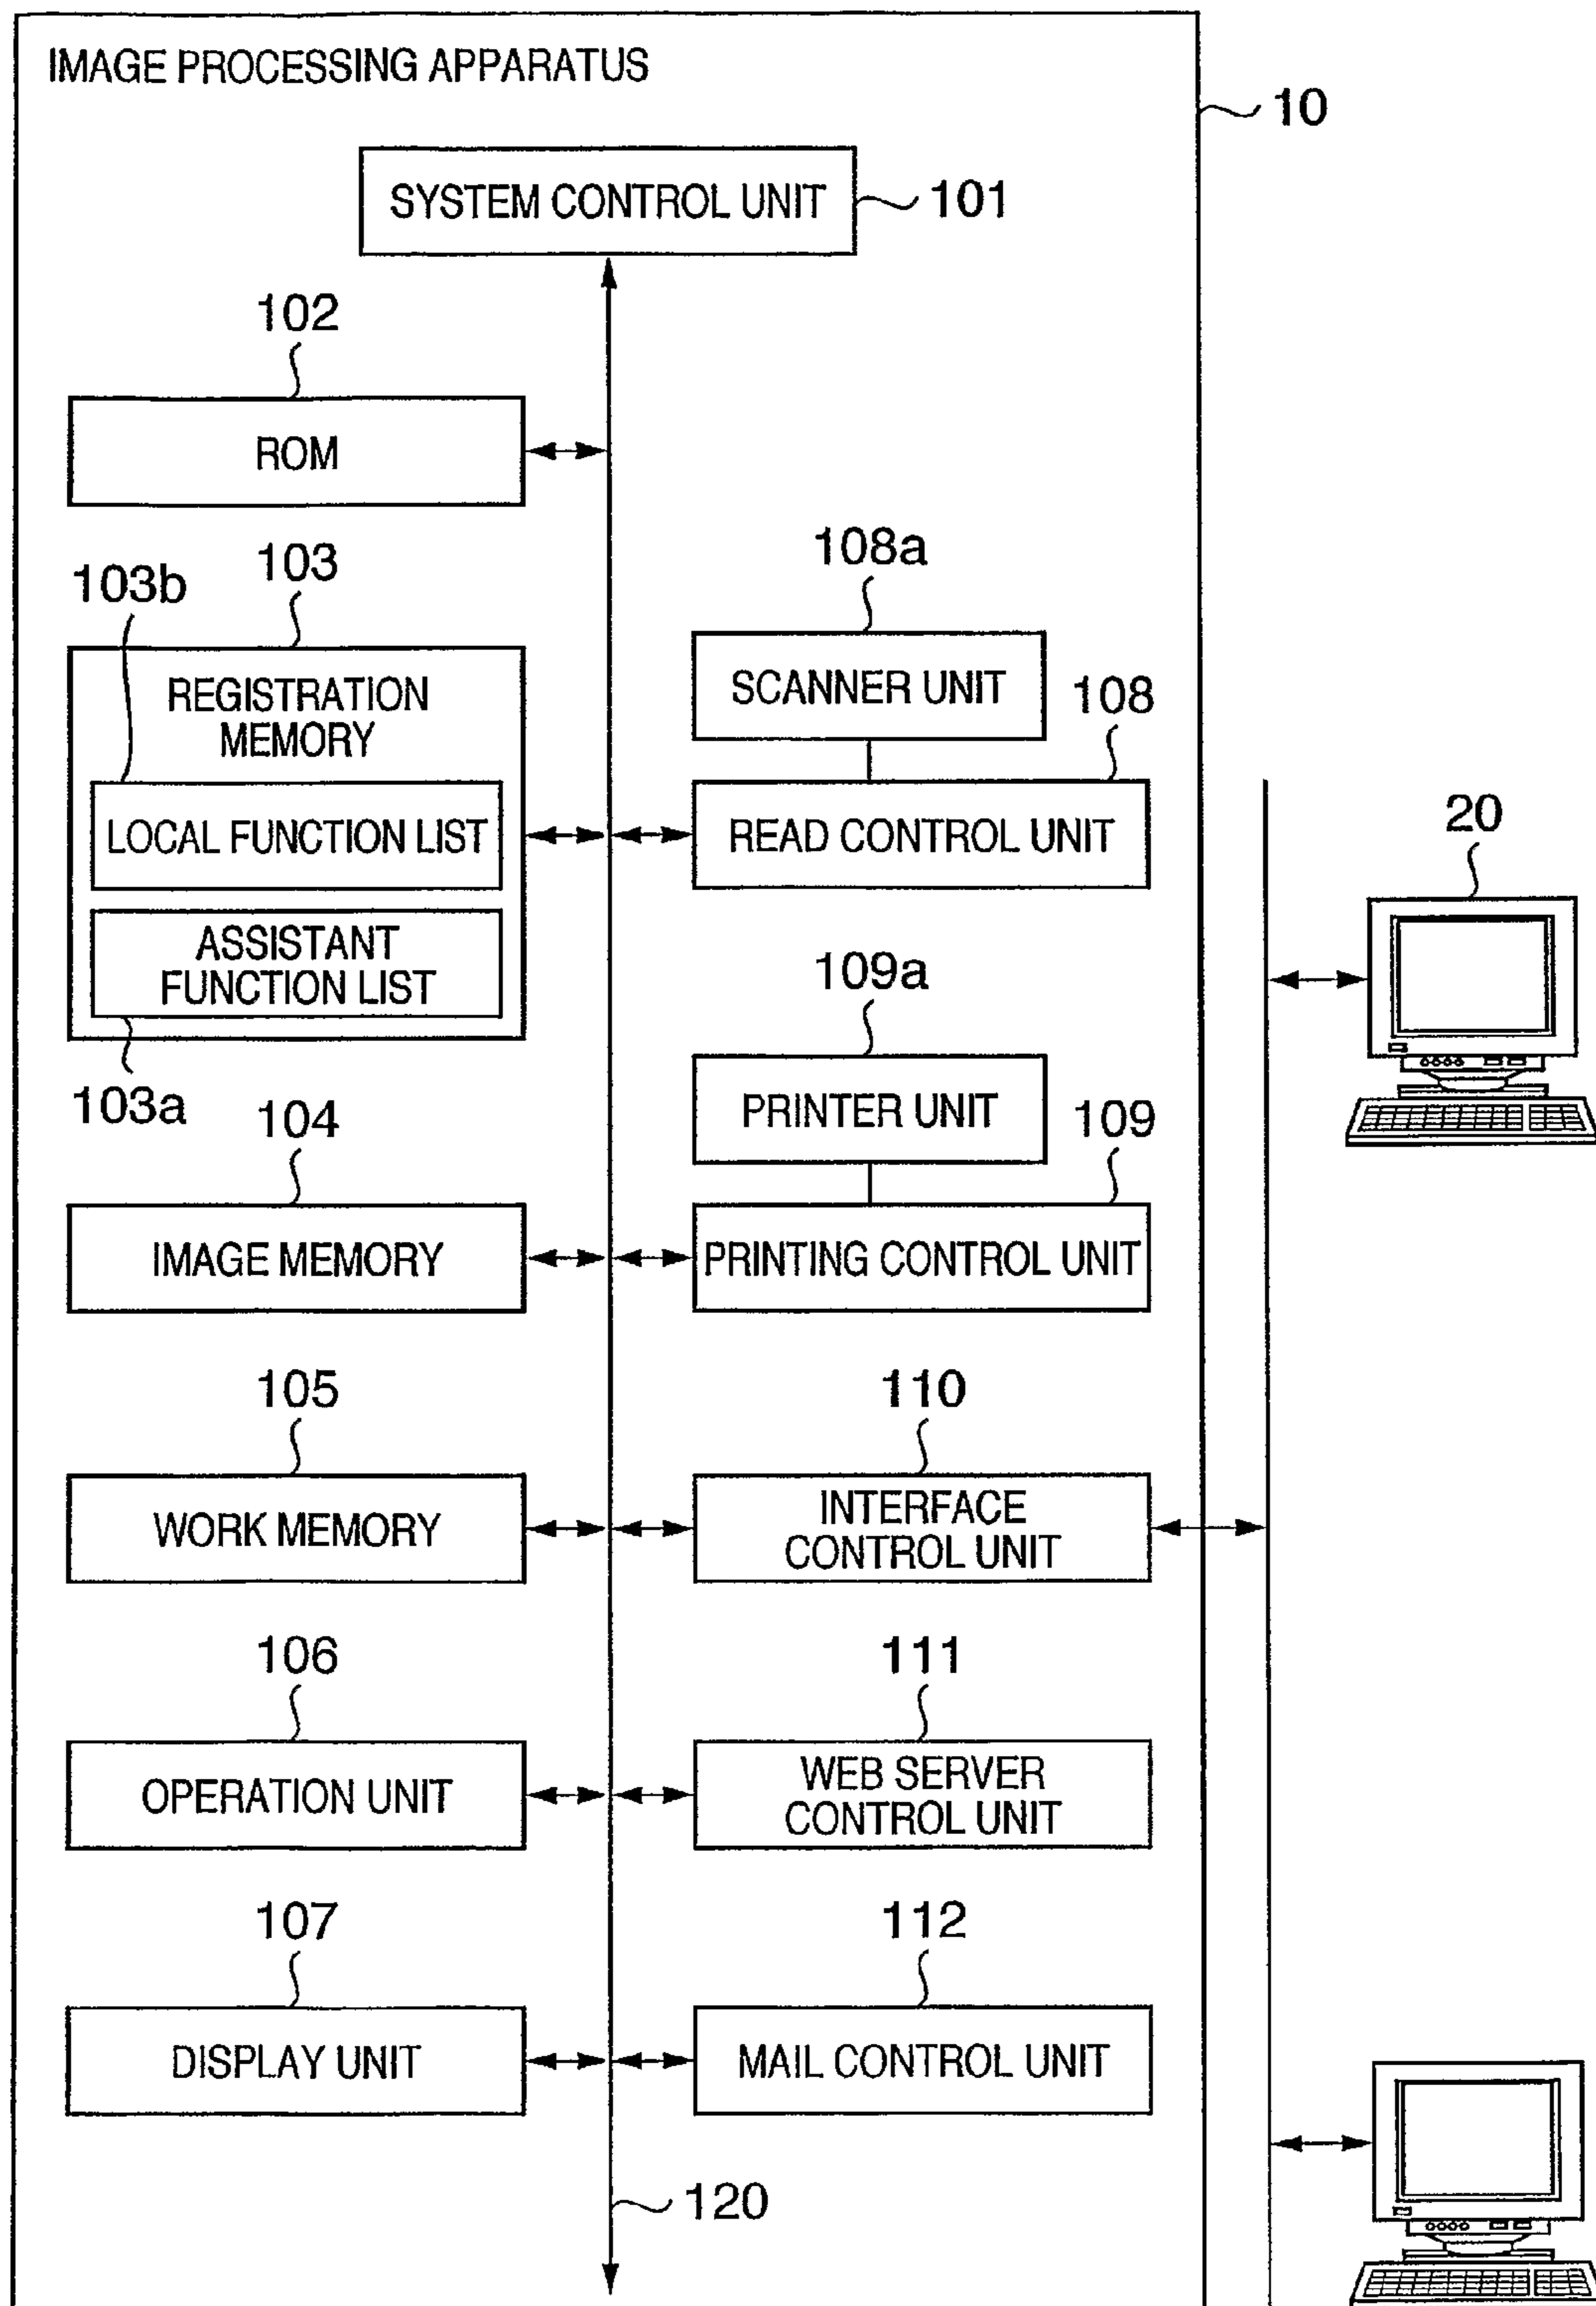 IMAGE PROCESSING APPARATUS
10
SYSTEM CONTROL UNIT
101
102
ROM
103b
103
REGISTRATION
MEMORY
LOCAL FUNCTION LIST
ASSISTANT
FUNCTION LIST
103a
108a
SCANNER UNIT
108
READ CONTROL UNIT
20
109a
PRINTER UNIT
109
PRINTING CONTROL UNIT
104
IMAGE MEMORY
105
WORK MEMORY
110
INTERFACE
CONTROL UNIT
106
OPERATION UNIT
111
WEB SERVER
CONTROL UNIT
107
DISPLAY UNIT
112
MAIL CONTROL UNIT
120